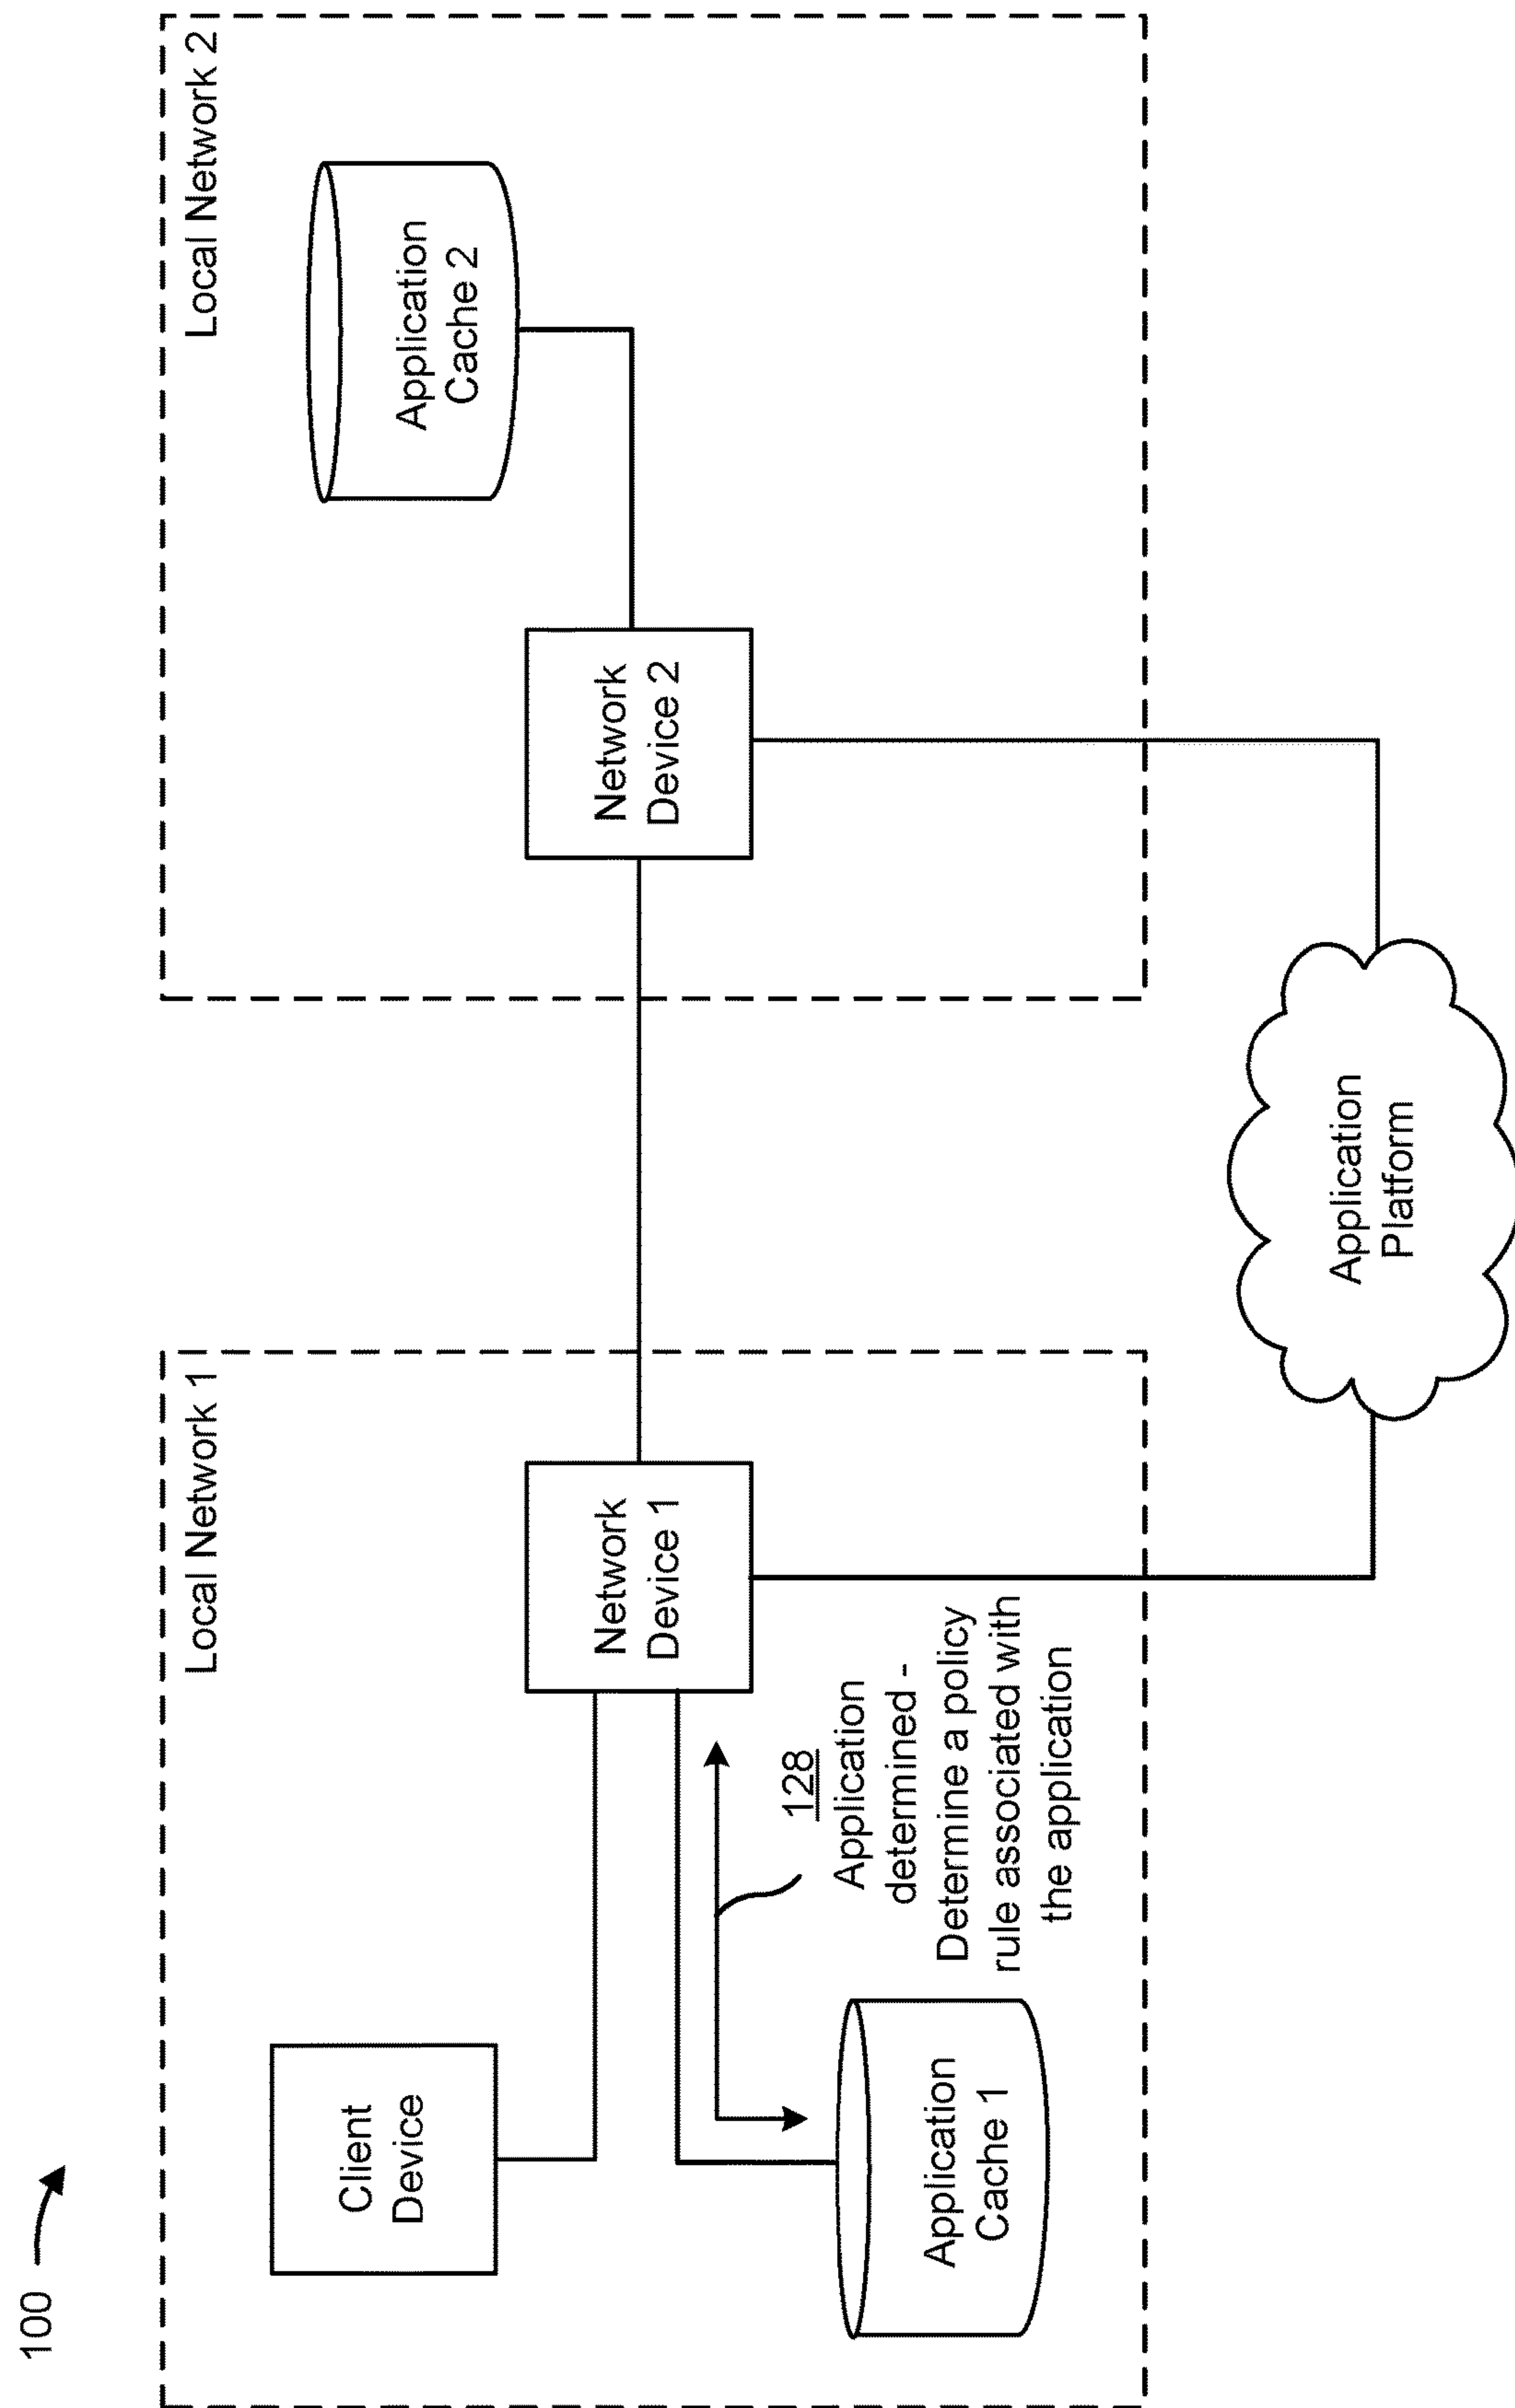 100
Local Network 1
Client
Device
Network
Device 1
128
Application
determined -
Determine a policy
rule associated with
the application
Application
Cache 1
Local Network 2
Application
Cache 2
Network
Device 2
Application
Platform